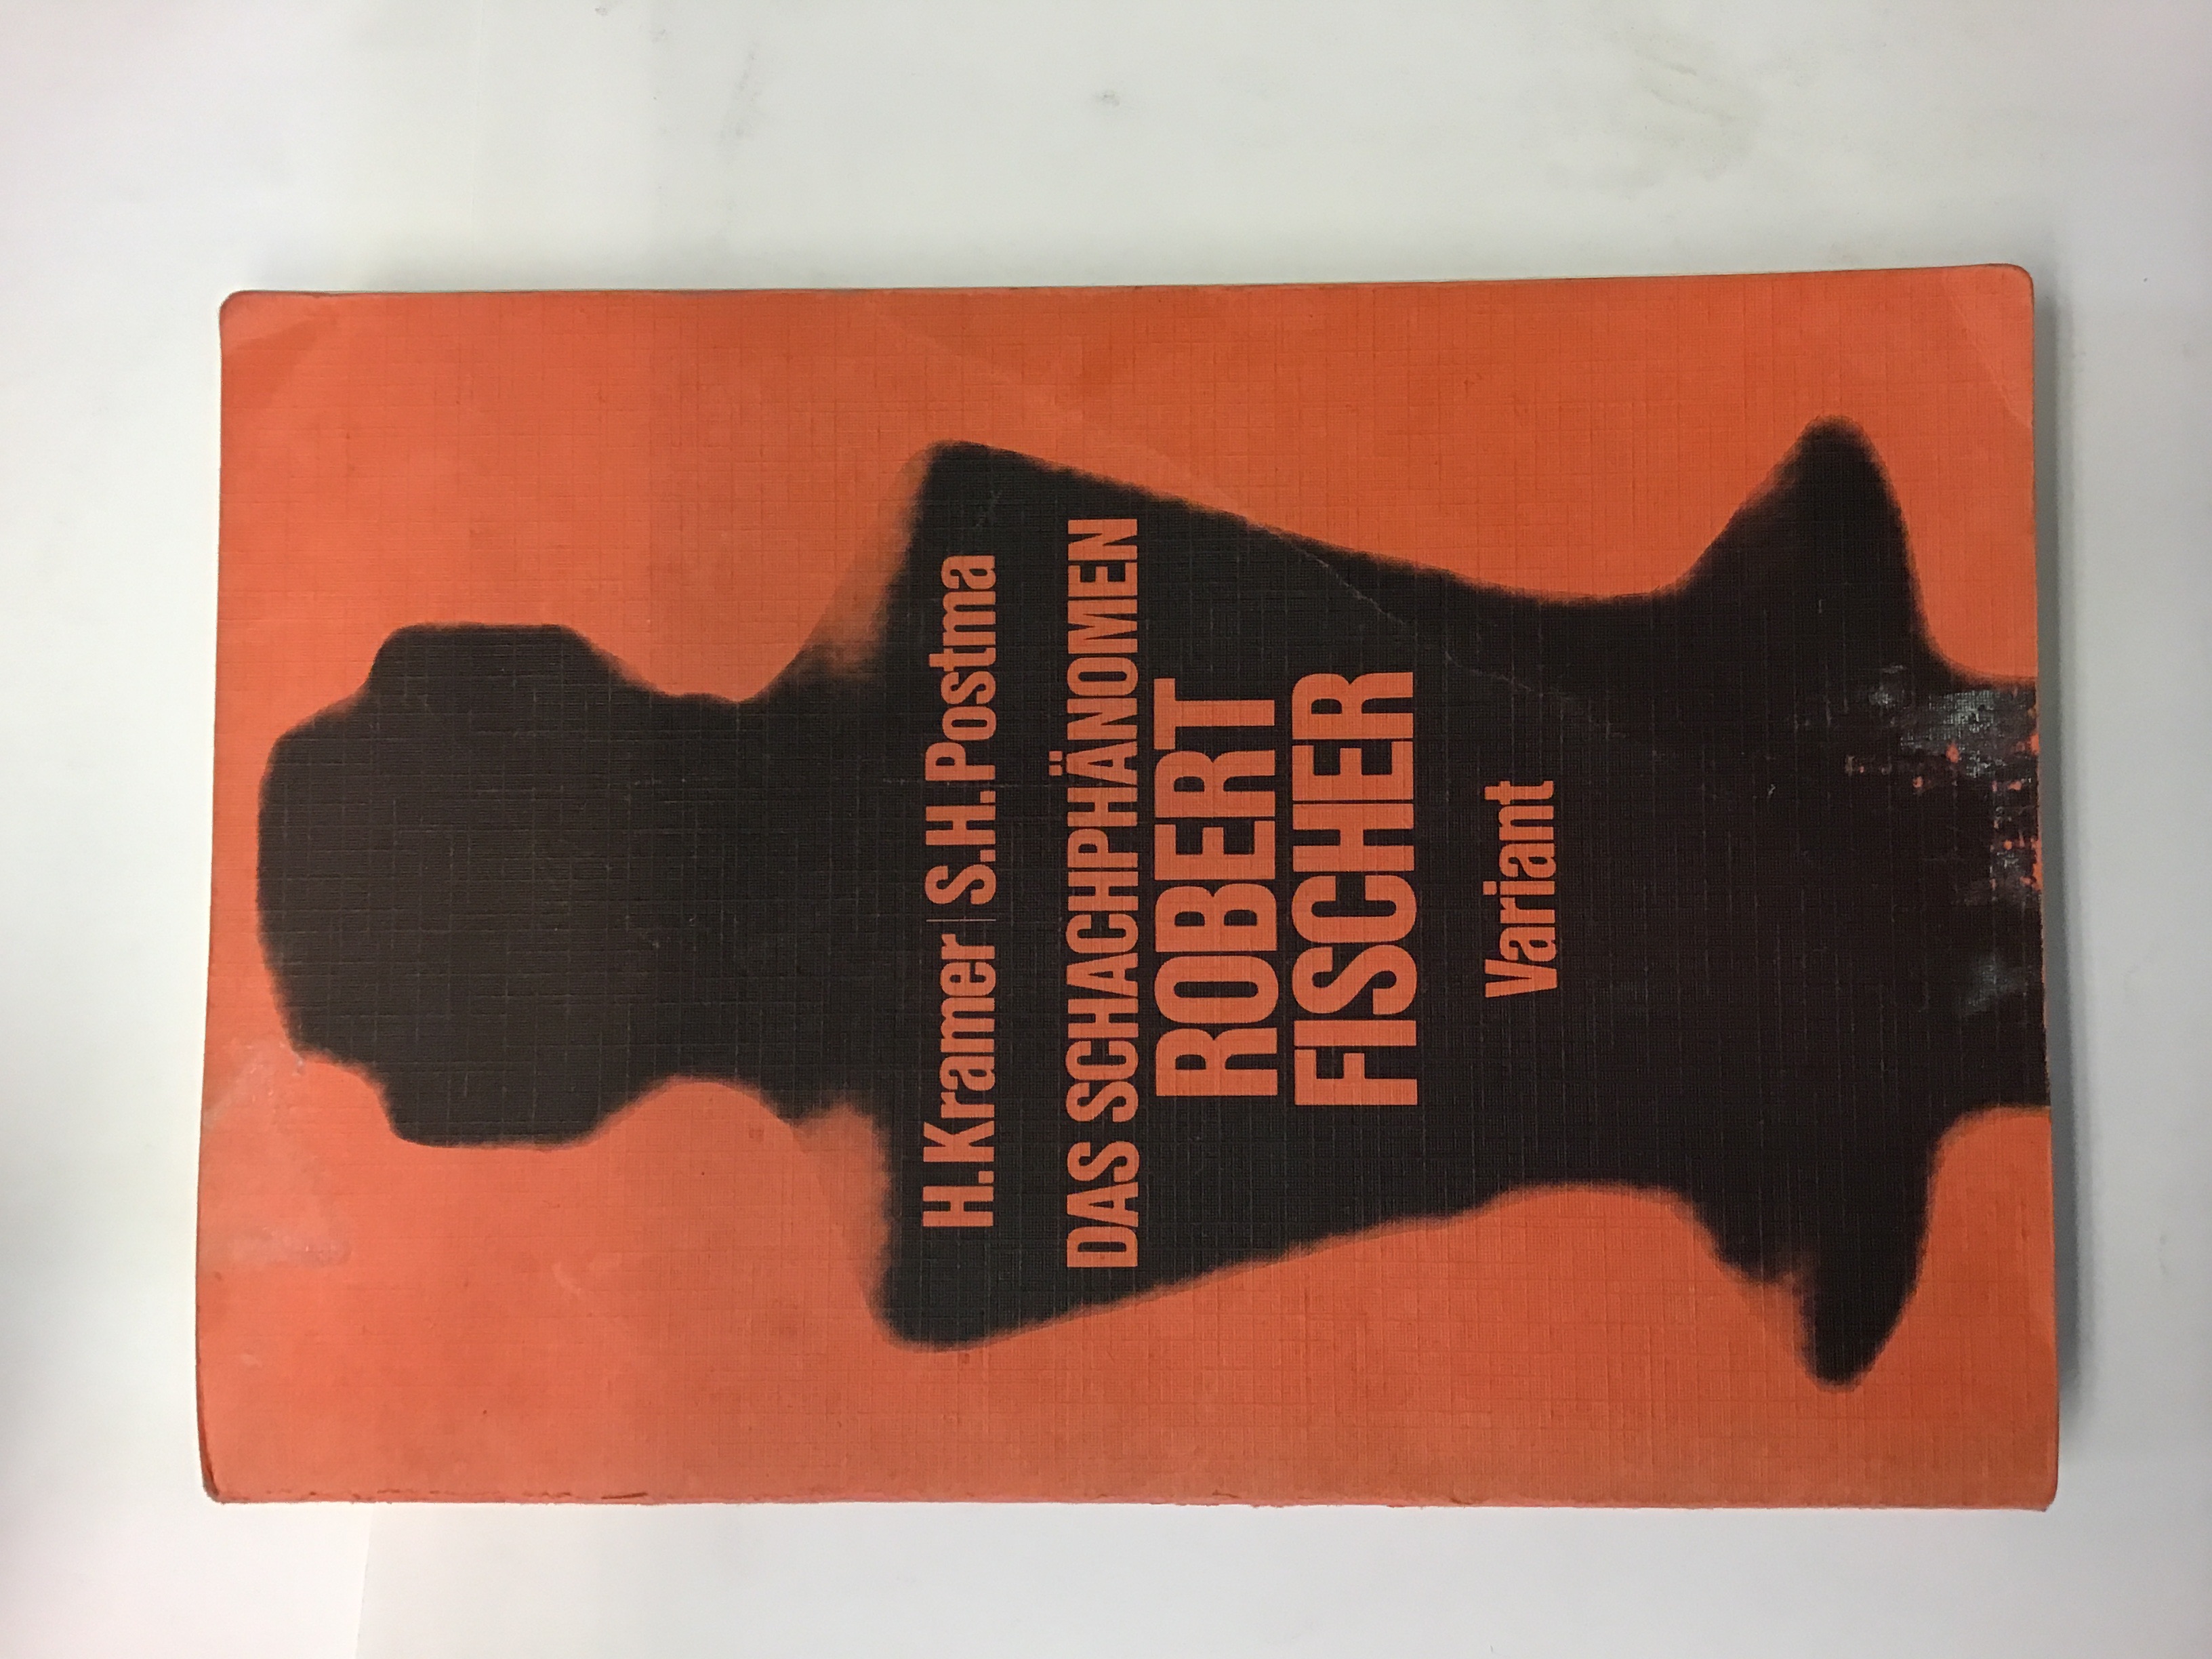 H.Kramer | S.H.Postma
DAS SCHACHPHÄNOMEN
ROBERT
FISCHER
Variant